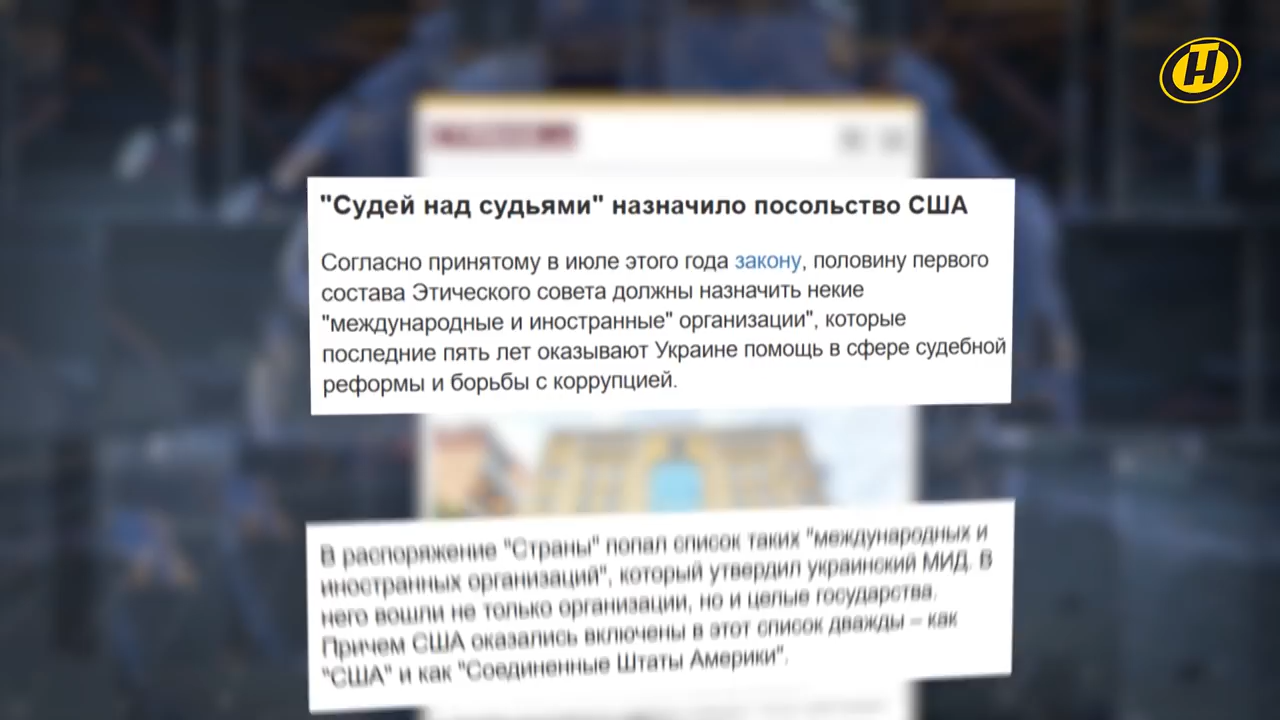 "Судей над судьями" назначило посольство США
Согласно принятому в июле этого года закону, половину первого
состава Этического совета должны назначить некие
"международные и иностранные" организации", которые
последние пять лет оказывают Украине помощь в сфере судебной
реформы и борьбы с коррупцией.
В распоряжение "Страны" попал список таких "международных и
иностранных организаций", который утвердил украинский МИД. В
него вошли не только организации, но и целые государства.
Причем США оказались включены в этот список дважды – как
"США" и как "Соединенные Штаты Америки".